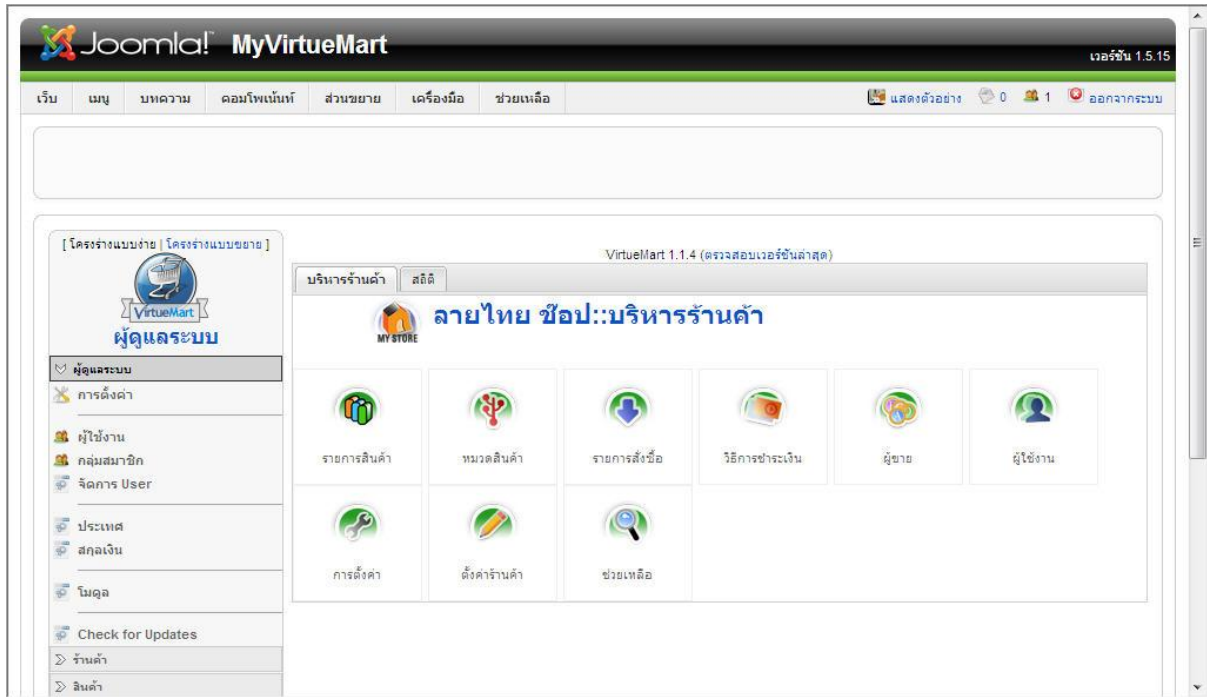 Joomla!™ MyVirtueMart
เวอร์ชัน 1.5.15
เว็บ เมนู บทความ คอมโพเน้นท์ ส่วนขยาย เครื่องมือ ช่วยเหลือ แสดงตัวอย่าง 0 1 ออกจากระบบ
[ โครงร่างแบบง่าย | โครงร่างแบบขยาย ]
VirtueMart
ผู้ดูแลระบบ
ผู้ดูแลระบบ
การตั้งค่า
ผู้ใช้งาน
กลุ่มสมาชิก
จัดการ User
ประเทศ
สกุลเงิน
โมดูล
Check for Updates
ร้านค้า
สินค้า
VirtueMart 1.1.4 (ตรวจสอบเวอร์ชันล่าสุด)
บริหารร้านค้า สถิติ
MY STORE
ลายไทย ช๊อป::บริหารร้านค้า
รายการสินค้า หมวดสินค้า รายการสั่งซื้อ วิธีการชำระเงิน ผู้ขาย ผู้ใช้งาน
การตั้งค่า ตั้งค่าร้านค้า ช่วยเหลือ